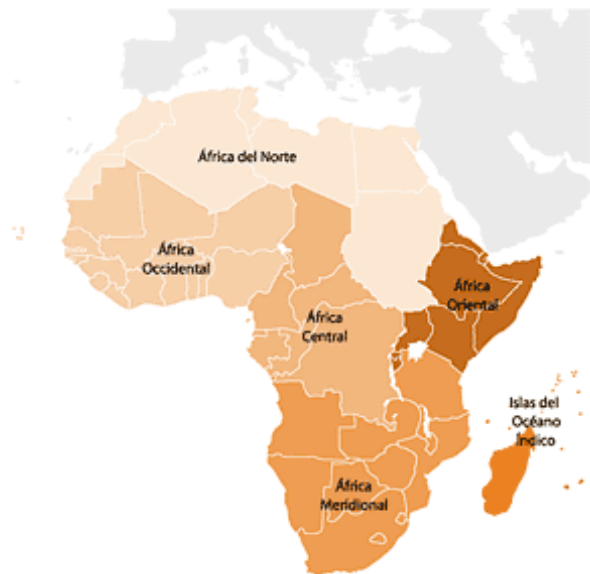 África del Norte
África
Occidental
África
Oriental
África
Central
Islas del
Océano
Índico
África
Meridional